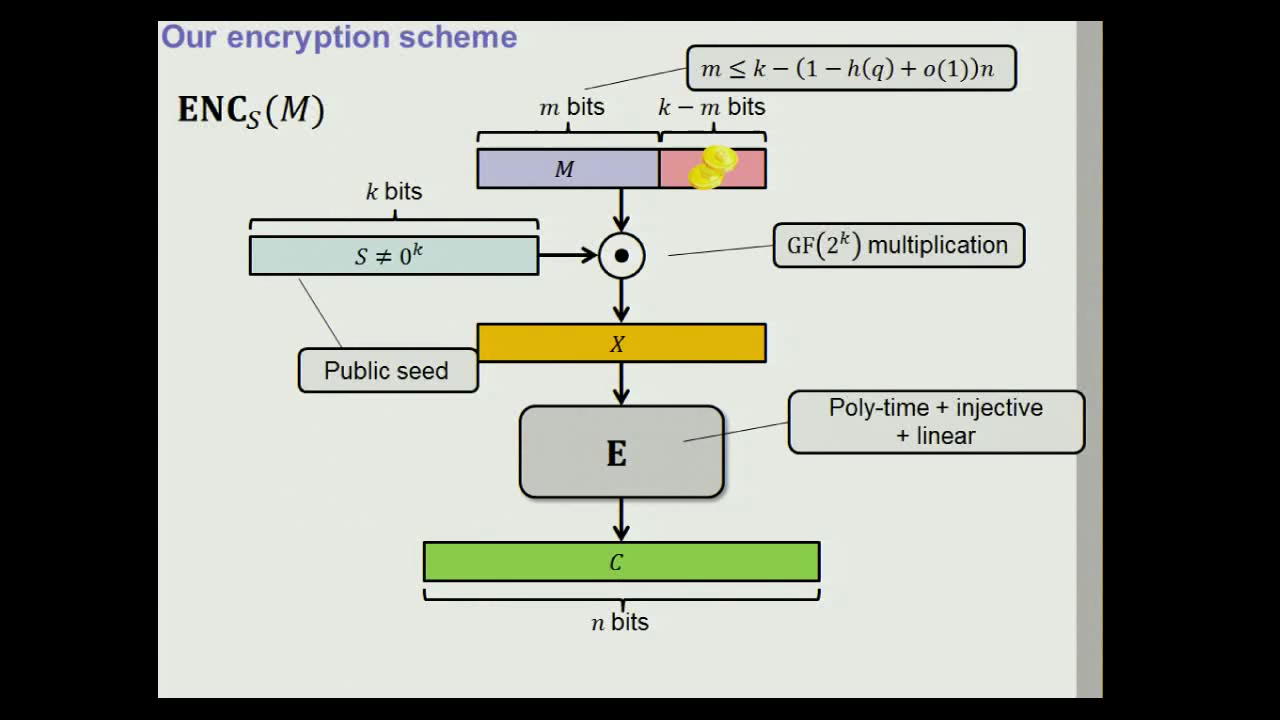 Our encryption scheme
m ≤ k − (1 − h(q) + o(1))n
ENC_S(M)
m bits
k − m bits
M
k bits
S ≠ 0^k
GF(2^k) multiplication
X
Public seed
Poly-time + injective
+ linear
E
C
n bits